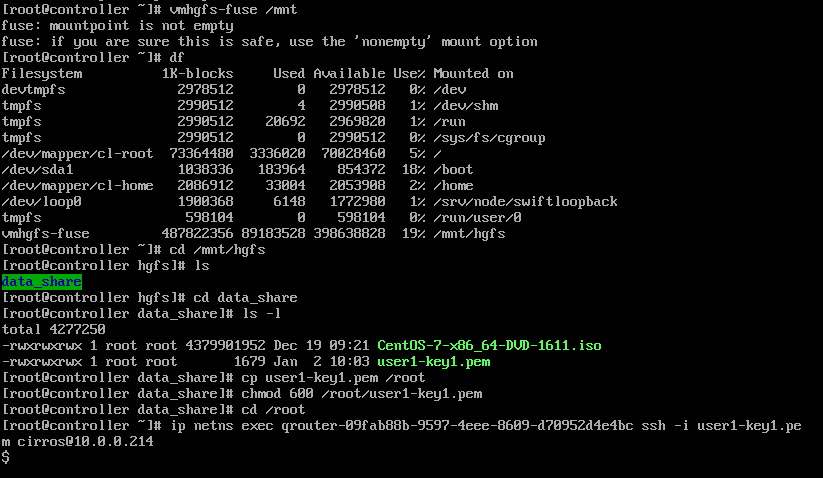 [root@controller ~]# vmhgfs-fuse /mnt
fuse: mountpoint is not empty
fuse: if you are sure this is safe, use the 'nonempty' mount option
[root@controller ~]# df
Filesystem 1K-blocks Used Available Use% Mounted on
devtmpfs 2978512 0 2978512 0% /dev
tmpfs 2990512 4 2990508 1% /dev/shm
tmpfs 2990512 20692 2969820 1% /run
tmpfs 2990512 0 2990512 0% /sys/fs/cgroup
/dev/mapper/cl-root 73364480 3336020 70028460 5% /
/dev/sda1 1038336 183964 854372 18% /boot
/dev/mapper/cl-home 2086912 33004 2053908 2% /home
/dev/loop0 1900368 6148 1772980 1% /srv/node/swiftloopback
tmpfs 598104 0 598104 0% /run/user/0
vmhgfs-fuse 487822356 89183528 398638828 19% /mnt/hgfs
[root@controller ~]# cd /mnt/hgfs
[root@controller hgfs]# ls
data_share
[root@controller hgfs]# cd data_share
[root@controller data_share]# ls -l
total 4277250
-rwxrwxrwx 1 root root 4379901952 Dec 19 09:21 CentOS-7-x86_64-DVD-1611.iso
-rwxrwxrwx 1 root root 1679 Jan 2 10:03 user1-key1.pem
[root@controller data_share]# cp user1-key1.pem /root
[root@controller data_share]# chmod 600 /root/user1-key1.pem
[root@controller data_share]# cd /root
[root@controller ~]# ip netns exec qrouter-09fab88b-9597-4eee-8609-d70952d4e4bc ssh -i user1-key1.pe
m cirros@10.0.0.214
$